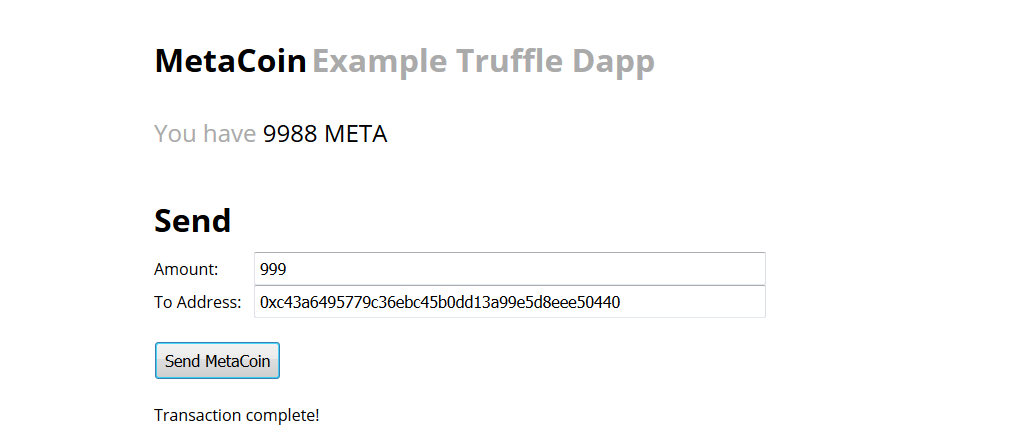 MetaCoin Example Truffle Dapp
You have 9988 META
Send
Amount: 999
To Address: 0xc43a6495779c36ebc45b0dd13a99e5d8eee50440
Send MetaCoin
Transaction complete!